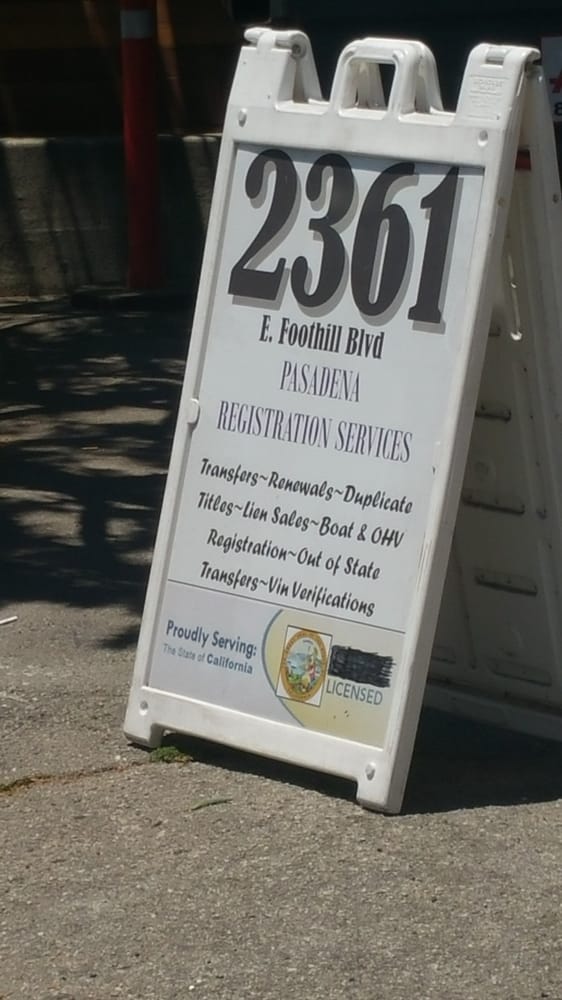 2361
E. Foothill Blvd
PASADENA
REGISTRATION SERVICES
Transfers~Renewals~Duplicate
Titles~Lien Sales~Boat & OHV
Registration~Out of State
Transfers~Vin Verifications
Proudly Serving:
The State of California
LICENSED